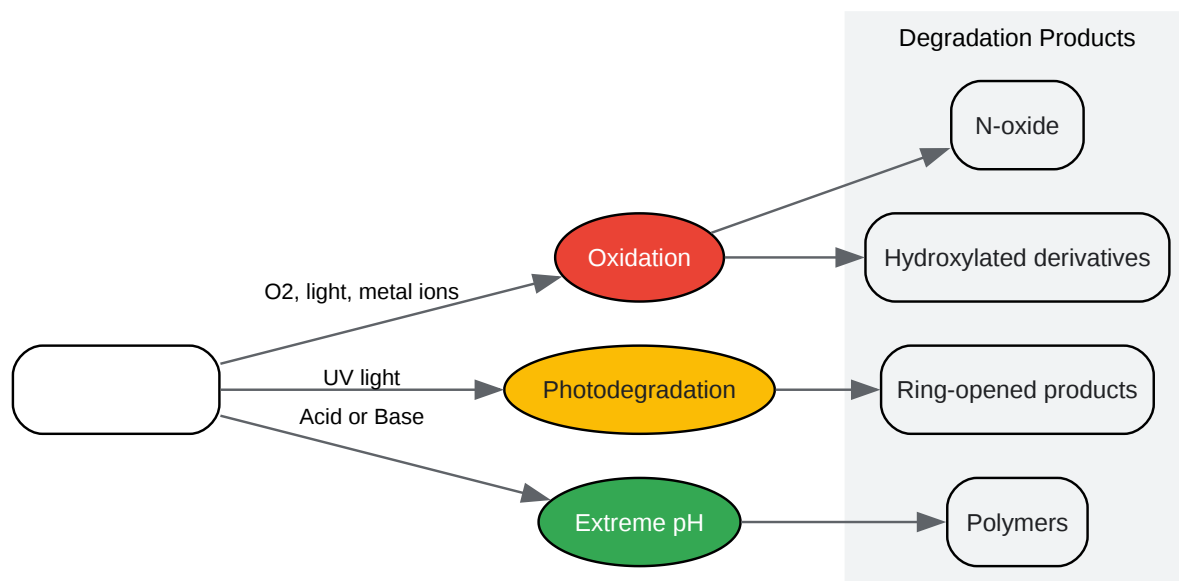 Degradation Products
N-oxide
Oxidation
Hydroxylated derivatives
O2, light, metal ions
UV light
Photodegradation
Ring-opened products
Acid or Base
Extreme pH
Polymers